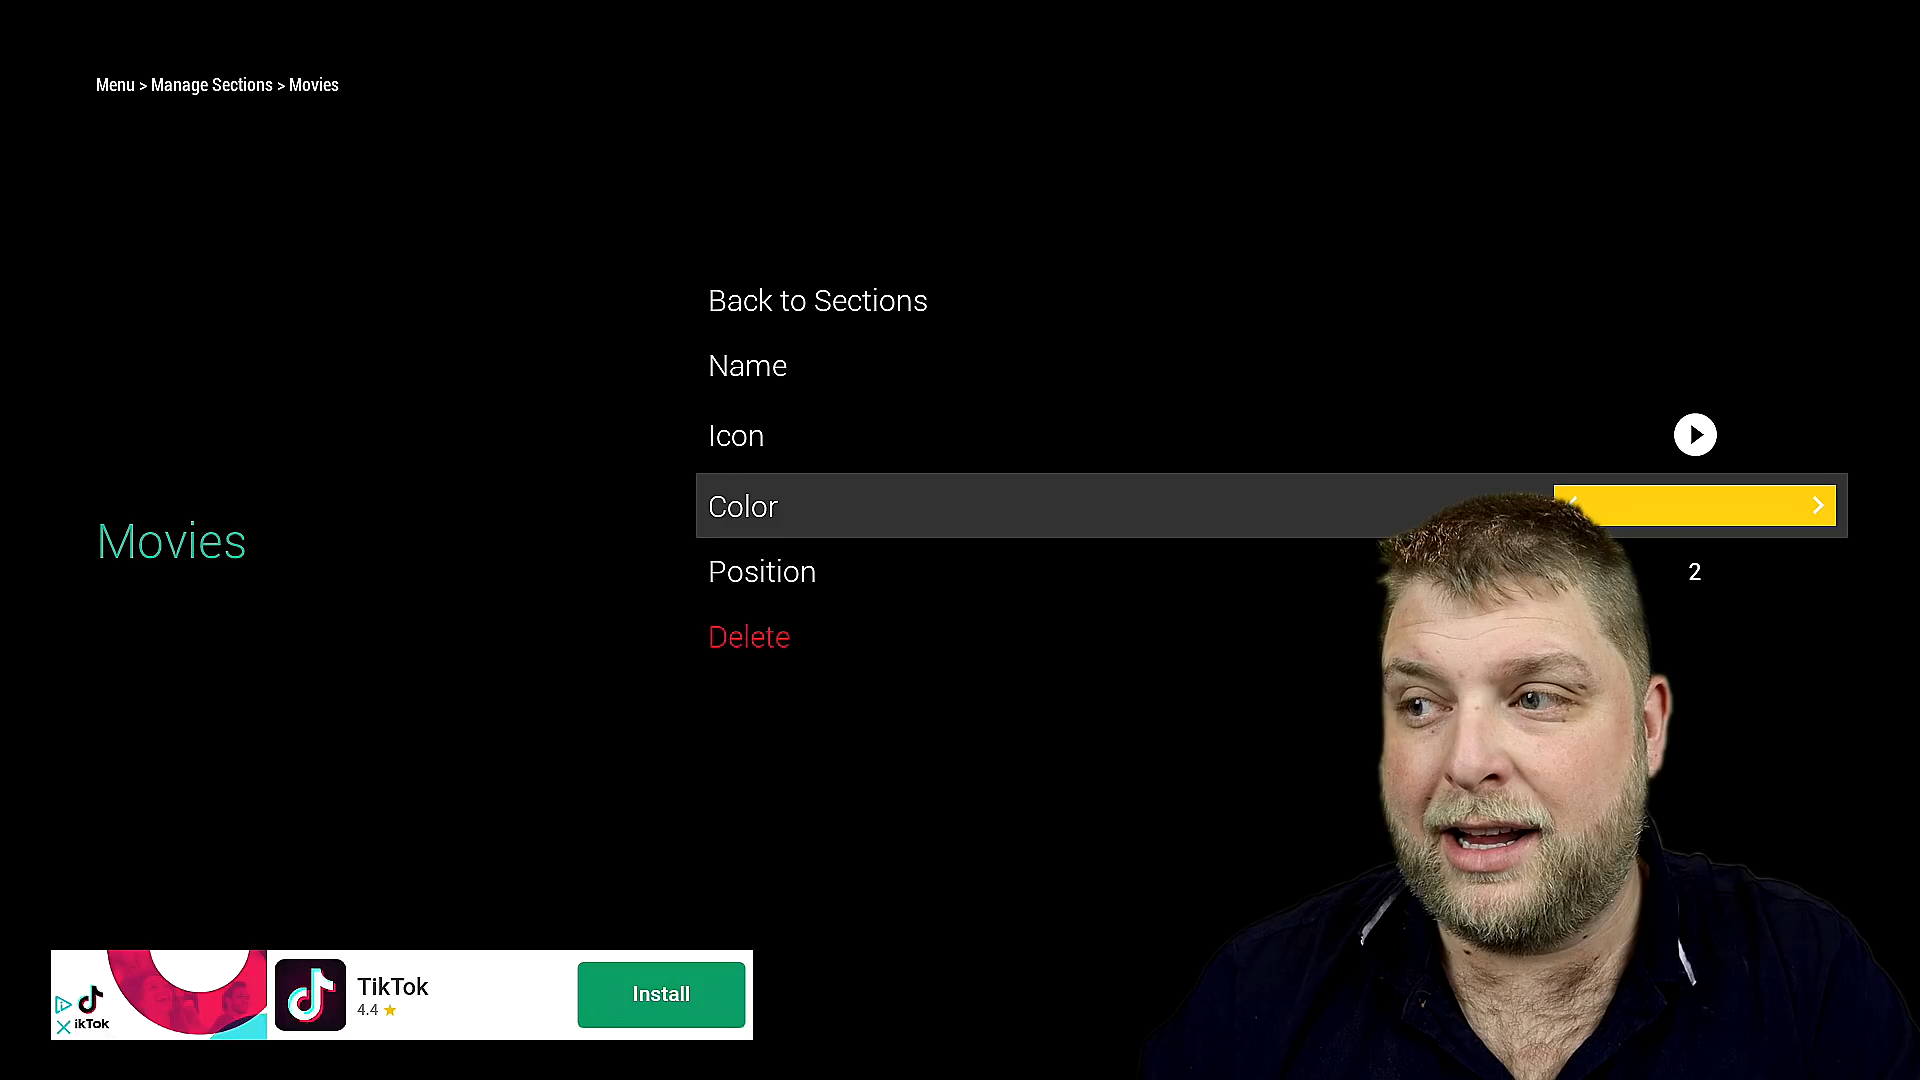 Menu > Manage Sections > Movies
Back to Sections
Name
Icon
Color
Movies
Position
2
Delete
TikTok
4.4
Install
ikTok